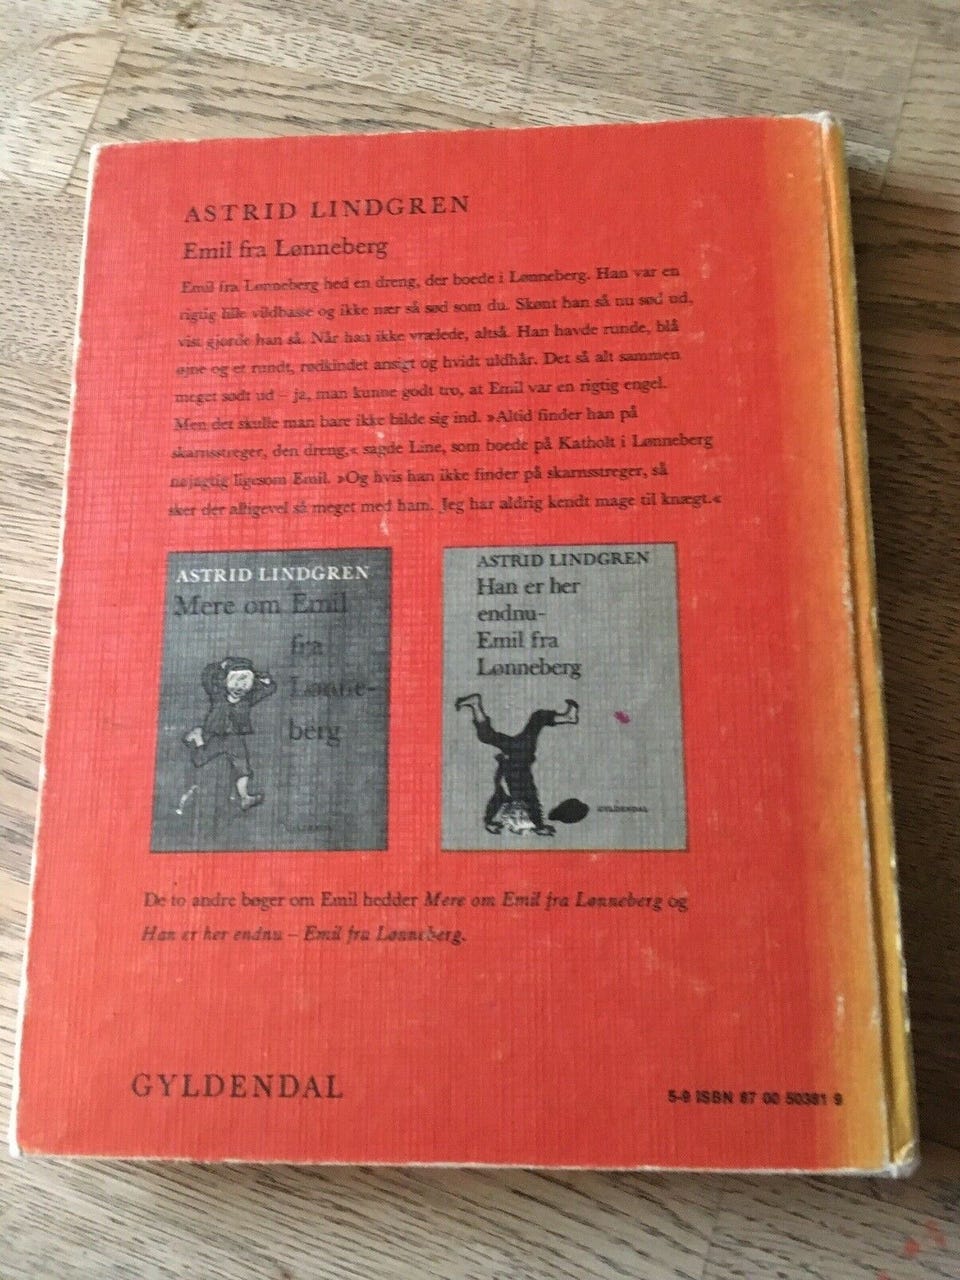 ASTRID LINDGREN
Emil fra Lønneberg
Emil fra Lønneberg hed en dreng, der boede i Lønneberg. Han var en
rigtig lille vildbasse og ikke nær så sød som du. Skønt han så nu sød ud,
vist gjorde han så. Når han ikke vrælede, altså. Han havde runde, blå
øjne og et rundt, rødkindet ansigt og hvidt uldhår. Det så alt sammen
meget sødt ud – ja, man kunne godt tro, at Emil var en rigtig engel.
Men det skulle man bare ikke bilde sig ind. »Altid finder han på
skarnsstreger, den dreng,« sagde Line, som boede på Katholt i Lønneberg
nøjagtig ligesom Emil. »Og hvis han ikke finder på skarnsstreger, så
sker der alligevel så meget med ham. Jeg har aldrig kendt mage til knægt.«
ASTRID LINDGREN
Mere om Emil
fra
Lønne-
berg
GYLDENDAL
ASTRID LINDGREN
Han er her
endnu-
Emil fra
Lønneberg
GYLDENDAL
De to andre bøger om Emil hedder Mere om Emil fra Lønneberg og
Han er her endnu – Emil fra Lønneberg.
GYLDENDAL
5-9 ISBN 87 00 50381 9